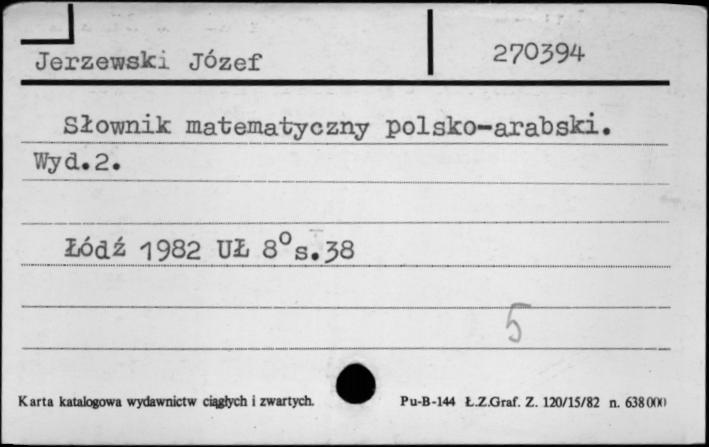 Jerzewski Józef 270394
Słownik matematyczny polsko-arabski.
Wyd.2.
Łódź 1982 UŁ 8° s.38
5
Karta katalogowa wydawnictw ciągłych i zwartych. Pu-B-144 Ł.Z.Graf. Z. 120/15/82 n. 638000